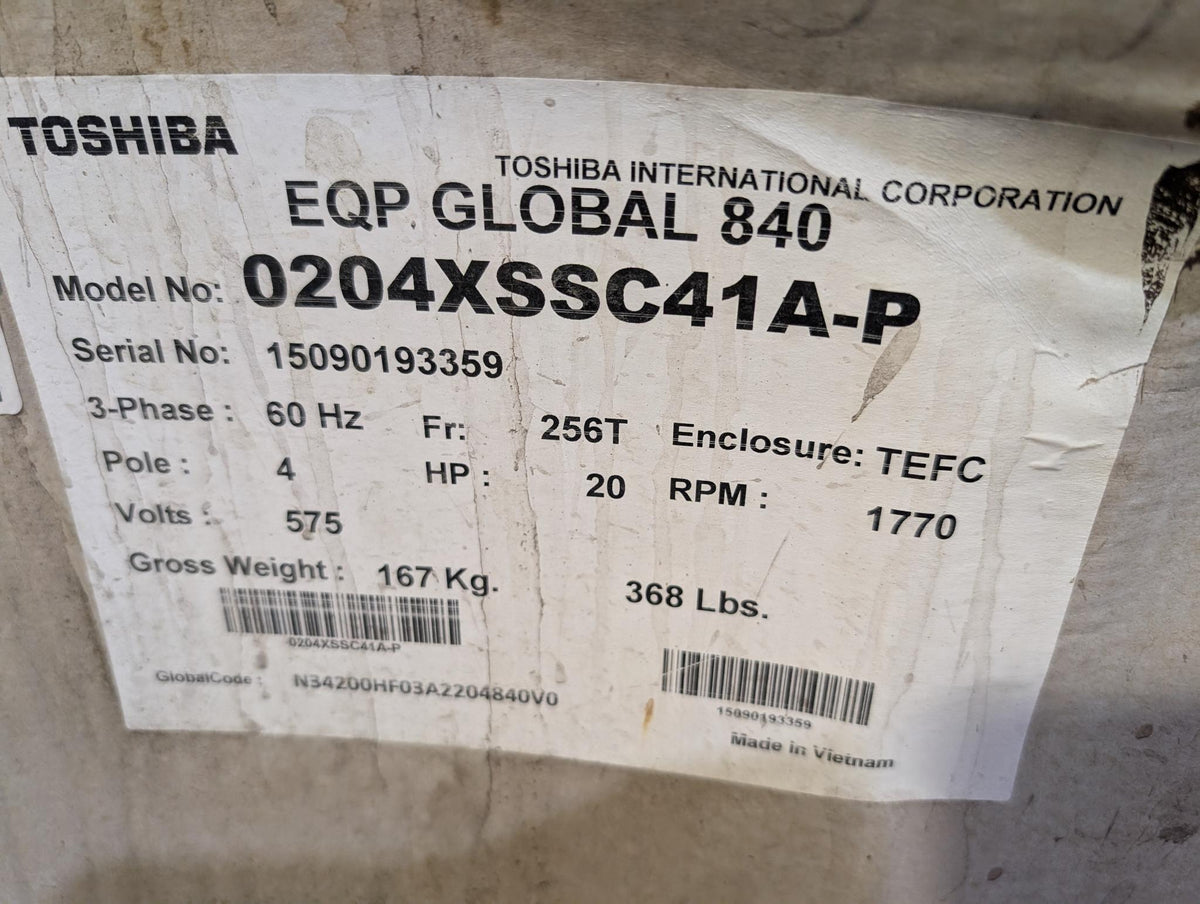 TOSHIBA
TOSHIBA INTERNATIONAL CORPORATION
EQP GLOBAL 840
Model No: 0204XSSC41A-P
Serial No: 15090193359
3-Phase : 60 Hz Fr: 256T Enclosure: TEFC
Pole : 4 HP : 20 RPM : 1770
Volts : 575
Gross Weight : 167 Kg. 368 Lbs.
0204XSSC41A-P
GlobalCode : N34200HF03A2204840V0
15090193359
Made in Vietnam